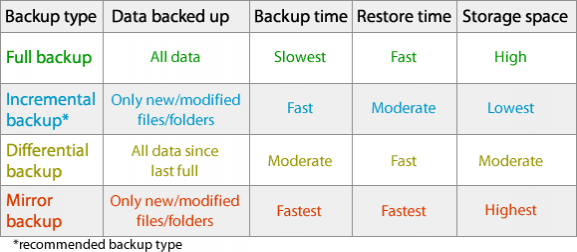 Backup type Data backed up Backup time Restore time Storage space
Full backup All data Slowest Fast High
Incremental Only new/modified
backup* files/folders Fast Moderate Lowest
Differential All data since
backup last full Moderate Fast Moderate
Mirror Only new/modified
backup files/folders Fastest Fastest Highest
*recommended backup type